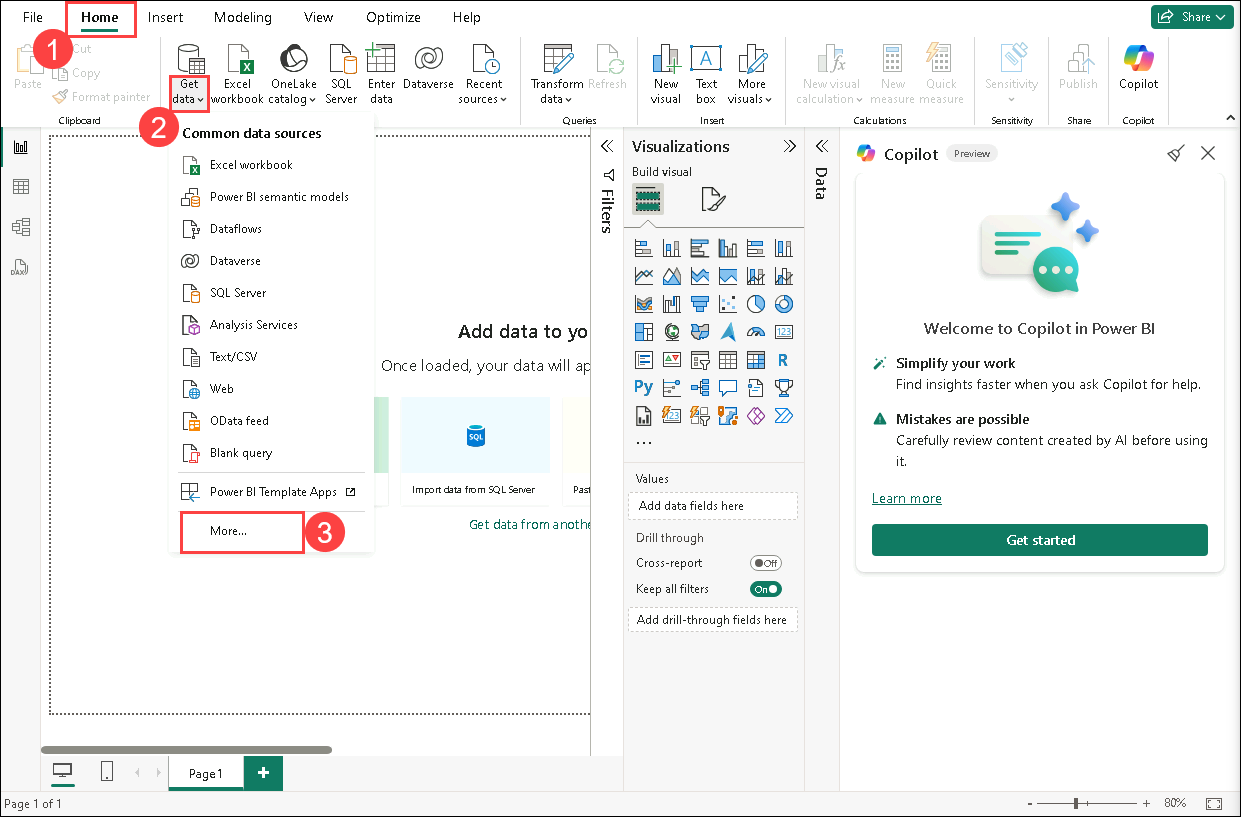 File Home Insert Modeling View Optimize Help Share
1
Cut
Copy
Format painter
Paste
Clipboard
Get
data
Excel
workbook
OneLake
catalog
SQL
Server
Enter
data
Dataverse
Recent
sources
Transform
data
Refresh
Queries
New
visual
A
Text
box
More
visuals
Insert
fx
New visual
calculation
New
measure
Quick
measure
Calculations
Sensitivity
Sensitivity
Publish
Share
Copilot
Copilot
2
Common data sources
Excel workbook
Power BI semantic models
Dataflows
Dataverse
SQL Server
Analysis Services
Text/CSV
Web
OData feed
Blank query
Power BI Template Apps
More...
3
DAX
Add data to yo
Once loaded, your data will ap
SQL
Import data from SQL Server
Past
Get data from anothe
Filters
Visualizations
Build visual
123
R
Py
123
...
Values
Add data fields here
Drill through
Cross-report
Off
Keep all filters
On
Add drill-through fields here
Data
Copilot Preview
Welcome to Copilot in Power BI
Simplify your work
Find insights faster when you ask Copilot for help.
Mistakes are possible
Carefully review content created by AI before using
it.
Learn more
Get started
Page1
+
Page 1 of 1
- + 80%